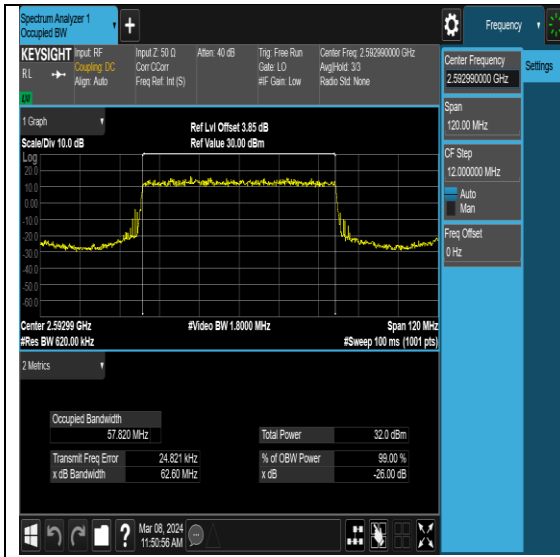 Spectrum Analyzer 1
Occupied BW
+
Frequency
KEYSIGHT
RL
LNI
Input: RF
Coupling: DC
Align: Auto
Input Z: 50 Ω
Corr CCorr
Freq Ref: Int (S)
Atten: 40 dB
Trig: Free Run
Gate: LO
#IF Gain: Low
Center Freq: 2.592990000 GHz
Avg|Hold: 3/3
Radio Std: None
Center Frequency
2.592990000 GHz
Settings
Span
120.00 MHz
CF Step
12.000000 MHz
Auto
Man
Freq Offset
0 Hz
1 Graph
Scale/Div 10.0 dB
Ref Lvl Offset 3.85 dB
Ref Value 30.00 dBm
Log
20.0
10.0
0.00
-10.0
-20.0
-30.0
-40.0
-50.0
-60.0
Center 2.59299 GHz
#Video BW 1.8000 MHz
Span 120 MHz
#Res BW 620.00 kHz
#Sweep 100 ms (1001 pts)
2 Metrics
Occupied Bandwidth
57.820 MHz
Total Power
32.0 dBm
Transmit Freq Error
24.821 kHz
% of OBW Power
99.00 %
x dB Bandwidth
62.60 MHz
x dB
-26.00 dB
?
Mar 08, 2024
11:50:56 AM